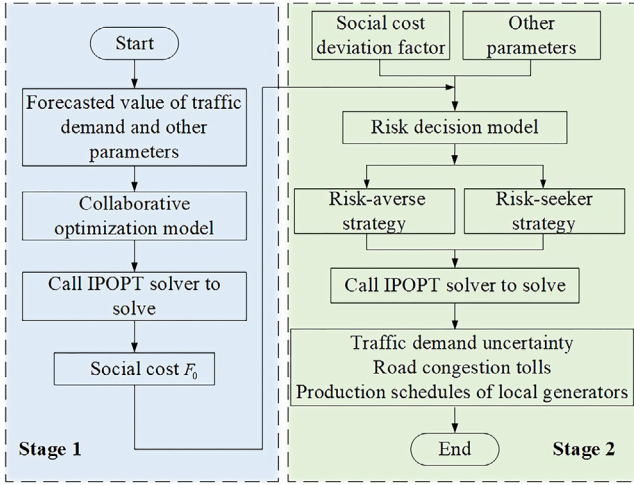 Start
Forecasted value of traffic
demand and other
parameters
Collaborative
optimization model
Call IPOPT solver to
solve
Social cost F₀
Stage 1
Social cost
deviation factor
Other
parameters
Risk decision model
Risk-averse
strategy
Risk-seeker
strategy
Call IPOPT solver to solve
Traffic demand uncertainty
Road congestion tolls
Production schedules of local generators
End
Stage 2